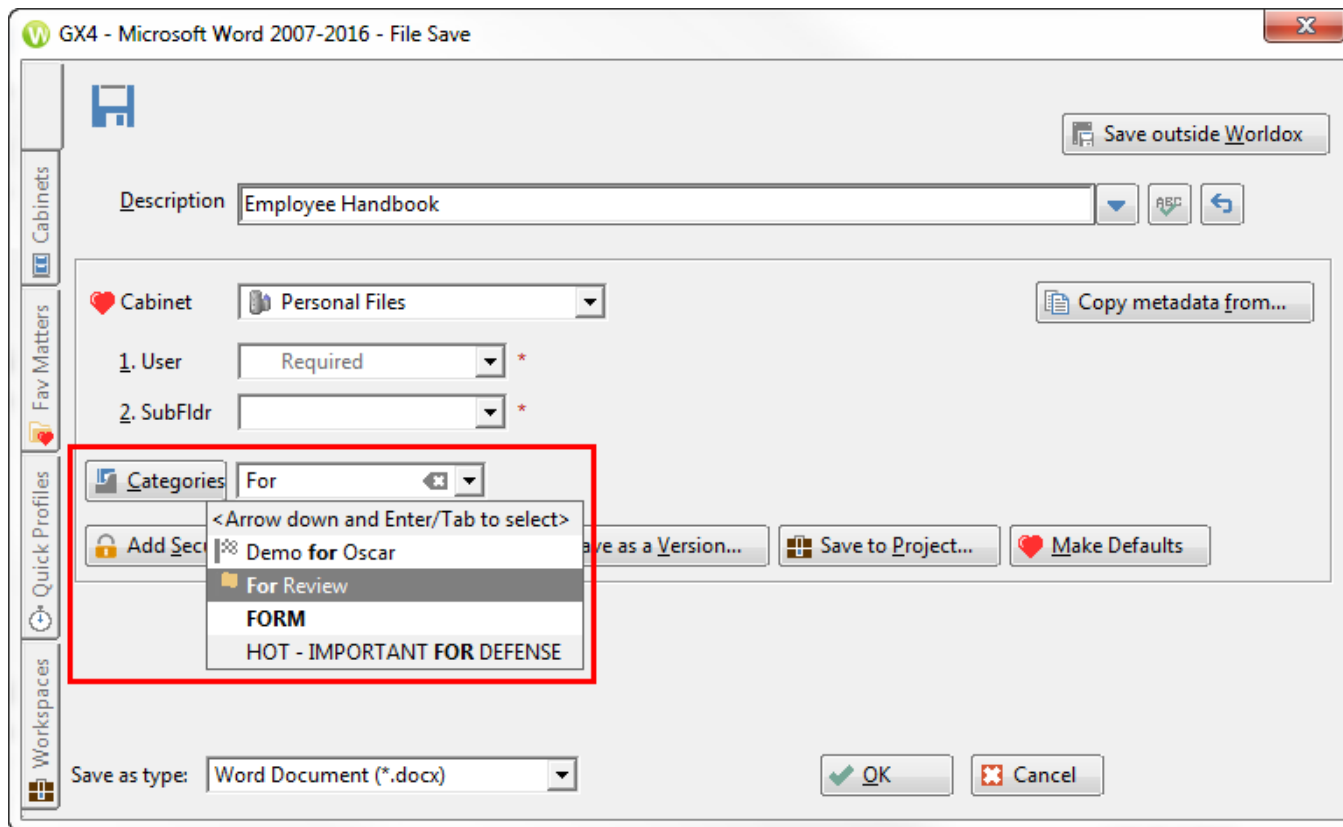 GX4 - Microsoft Word 2007-2016 - File Save
Save outside Worldox
Description Employee Handbook ABC
Cabinets
Cabinet Personal Files Copy metadata from...
Fav Matters
1. User Required *
2. SubFldr *
Categories For
<Arrow down and Enter/Tab to select>
Quick Profiles
Add Sec ave as a Version... Save to Project... Make Defaults
Demo for Oscar
For Review
FORM
HOT - IMPORTANT FOR DEFENSE
Workspaces
Save as type: Word Document (*.docx) OK Cancel